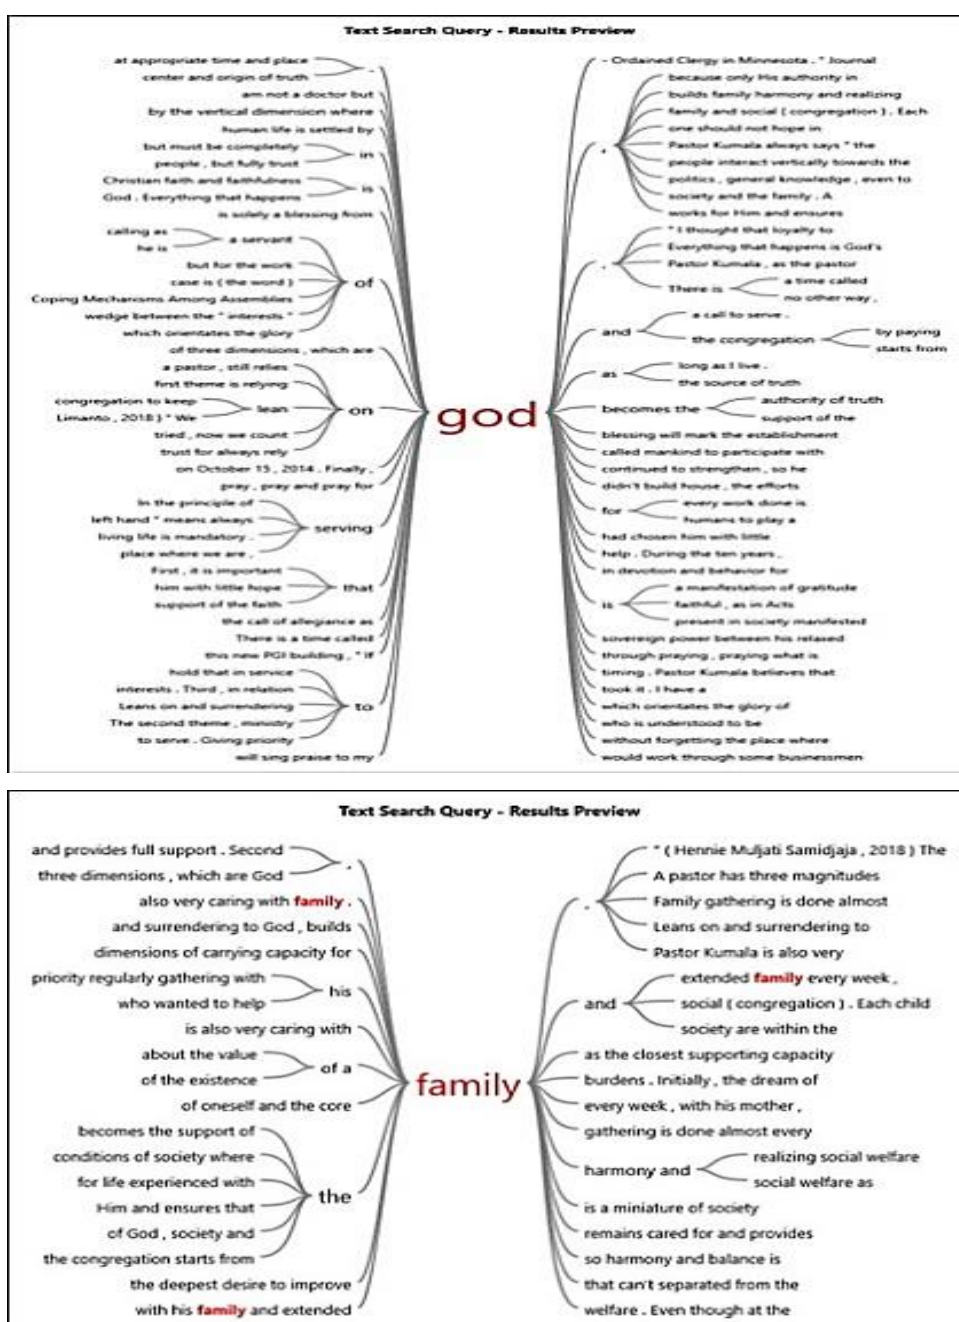 Text Search Query - Results Preview
at appropriate time and place
center and origin of truth
.
am not a doctor but
by the vertical dimension where
human life is settled by
but must be completely
people , but fully trust
in
Christian faith and faithfulness
God . Everything that happens
is
is solely a blessing from
calling as
he is
a servant
but for the work
case is ( the word )
Coping Mechanisms Among Assemblies
wedge between the " interests "
which orientates the glory
of
of three dimensions , which are
a pastor , still relies
first theme is relying
congregation to keep
Limanto , 2018 ) " We
lean
tried , now we count
trust for always rely
on
on October 15 , 2014 . Finally ,
pray , pray and pray for
In the principle of
left hand " means always
living life is mandatory .
place where we are ,
serving
First , it is important
him with little hope
support of the faith
that
the call of allegiance as
There is a time called
this new PGI building , " If
hold that in service
interests . Third , in relation
Leans on and surrendering
The second theme , ministry
to serve . Giving priority
to
will sing praise to my
god
- Ordained Clergy in Minnesota . " Journal
,
because only His authority in
builds family harmony and realizing
family and social ( congregation ) . Each
one should not hope in
Pastor Kumala always says " the
people interact vertically towards the
politics , general knowledge , even to
society and the family . A
works for Him and ensures
.
" I thought that loyalty to
Everything that happens is God's
Pastor Kumala , as the pastor
There is
a time called
no other way ,
and
a call to serve .
the congregation
by paying
starts from
as
long as I live .
the source of truth
becomes the
authority of truth
support of the
blessing will mark the establishment
called mankind to participate with
continued to strengthen , so he
didn't build house , the efforts
for
every work done is
humans to play a
had chosen him with little
help . During the ten years ,
in devotion and behavior for
is
a manifestation of gratitude
faithful , as in Acts
present in society manifested
sovereign power between his relaxed
through praying , praying what is
timing . Pastor Kumala believes that
took it . I have a
which orientates the glory of
who is understood to be
without forgetting the place where
would work through some businessmen
Text Search Query - Results Preview
and provides full support . Second
three dimensions , which are God
,
also very caring with family .
and surrendering to God , builds
dimensions of carrying capacity for
priority regularly gathering with
who wanted to help
his
is also very caring with
about the value
of the existence
of a
of oneself and the core
becomes the support of
conditions of society where
for life experienced with
Him and ensures that
of God , society and
the congregation starts from
the
the deepest desire to improve
with his family and extended
family
.
" ( Hennie Muljati Samidjaja , 2018 ) The
A pastor has three magnitudes
Family gathering is done almost
Leans on and surrendering to
Pastor Kumala is also very
and
extended family every week ,
social ( congregation ) . Each child
society are within the
as the closest supporting capacity
burdens . Initially , the dream of
every week , with his mother ,
gathering is done almost every
harmony and
realizing social welfare
social welfare as
is a miniature of society
remains cared for and provides
so harmony and balance is
that can't separated from the
welfare . Even though at the